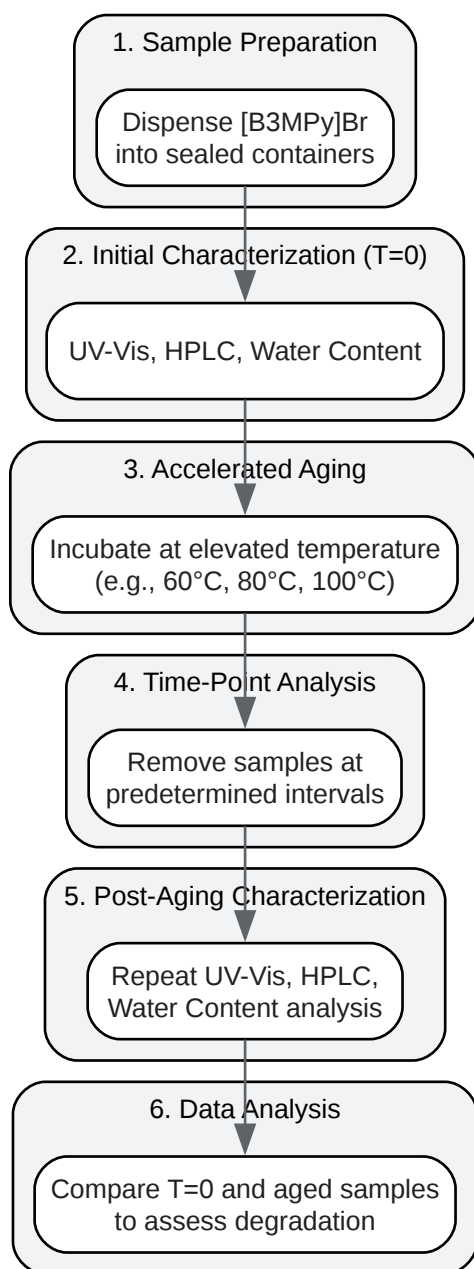 1. Sample Preparation
Dispense [B3MPy]Br
into sealed containers
2. Initial Characterization (T=0)
UV-Vis, HPLC, Water Content
3. Accelerated Aging
Incubate at elevated temperature
(e.g., 60°C, 80°C, 100°C)
4. Time-Point Analysis
Remove samples at
predetermined intervals
5. Post-Aging Characterization
Repeat UV-Vis, HPLC,
Water Content analysis
6. Data Analysis
Compare T=0 and aged samples
to assess degradation